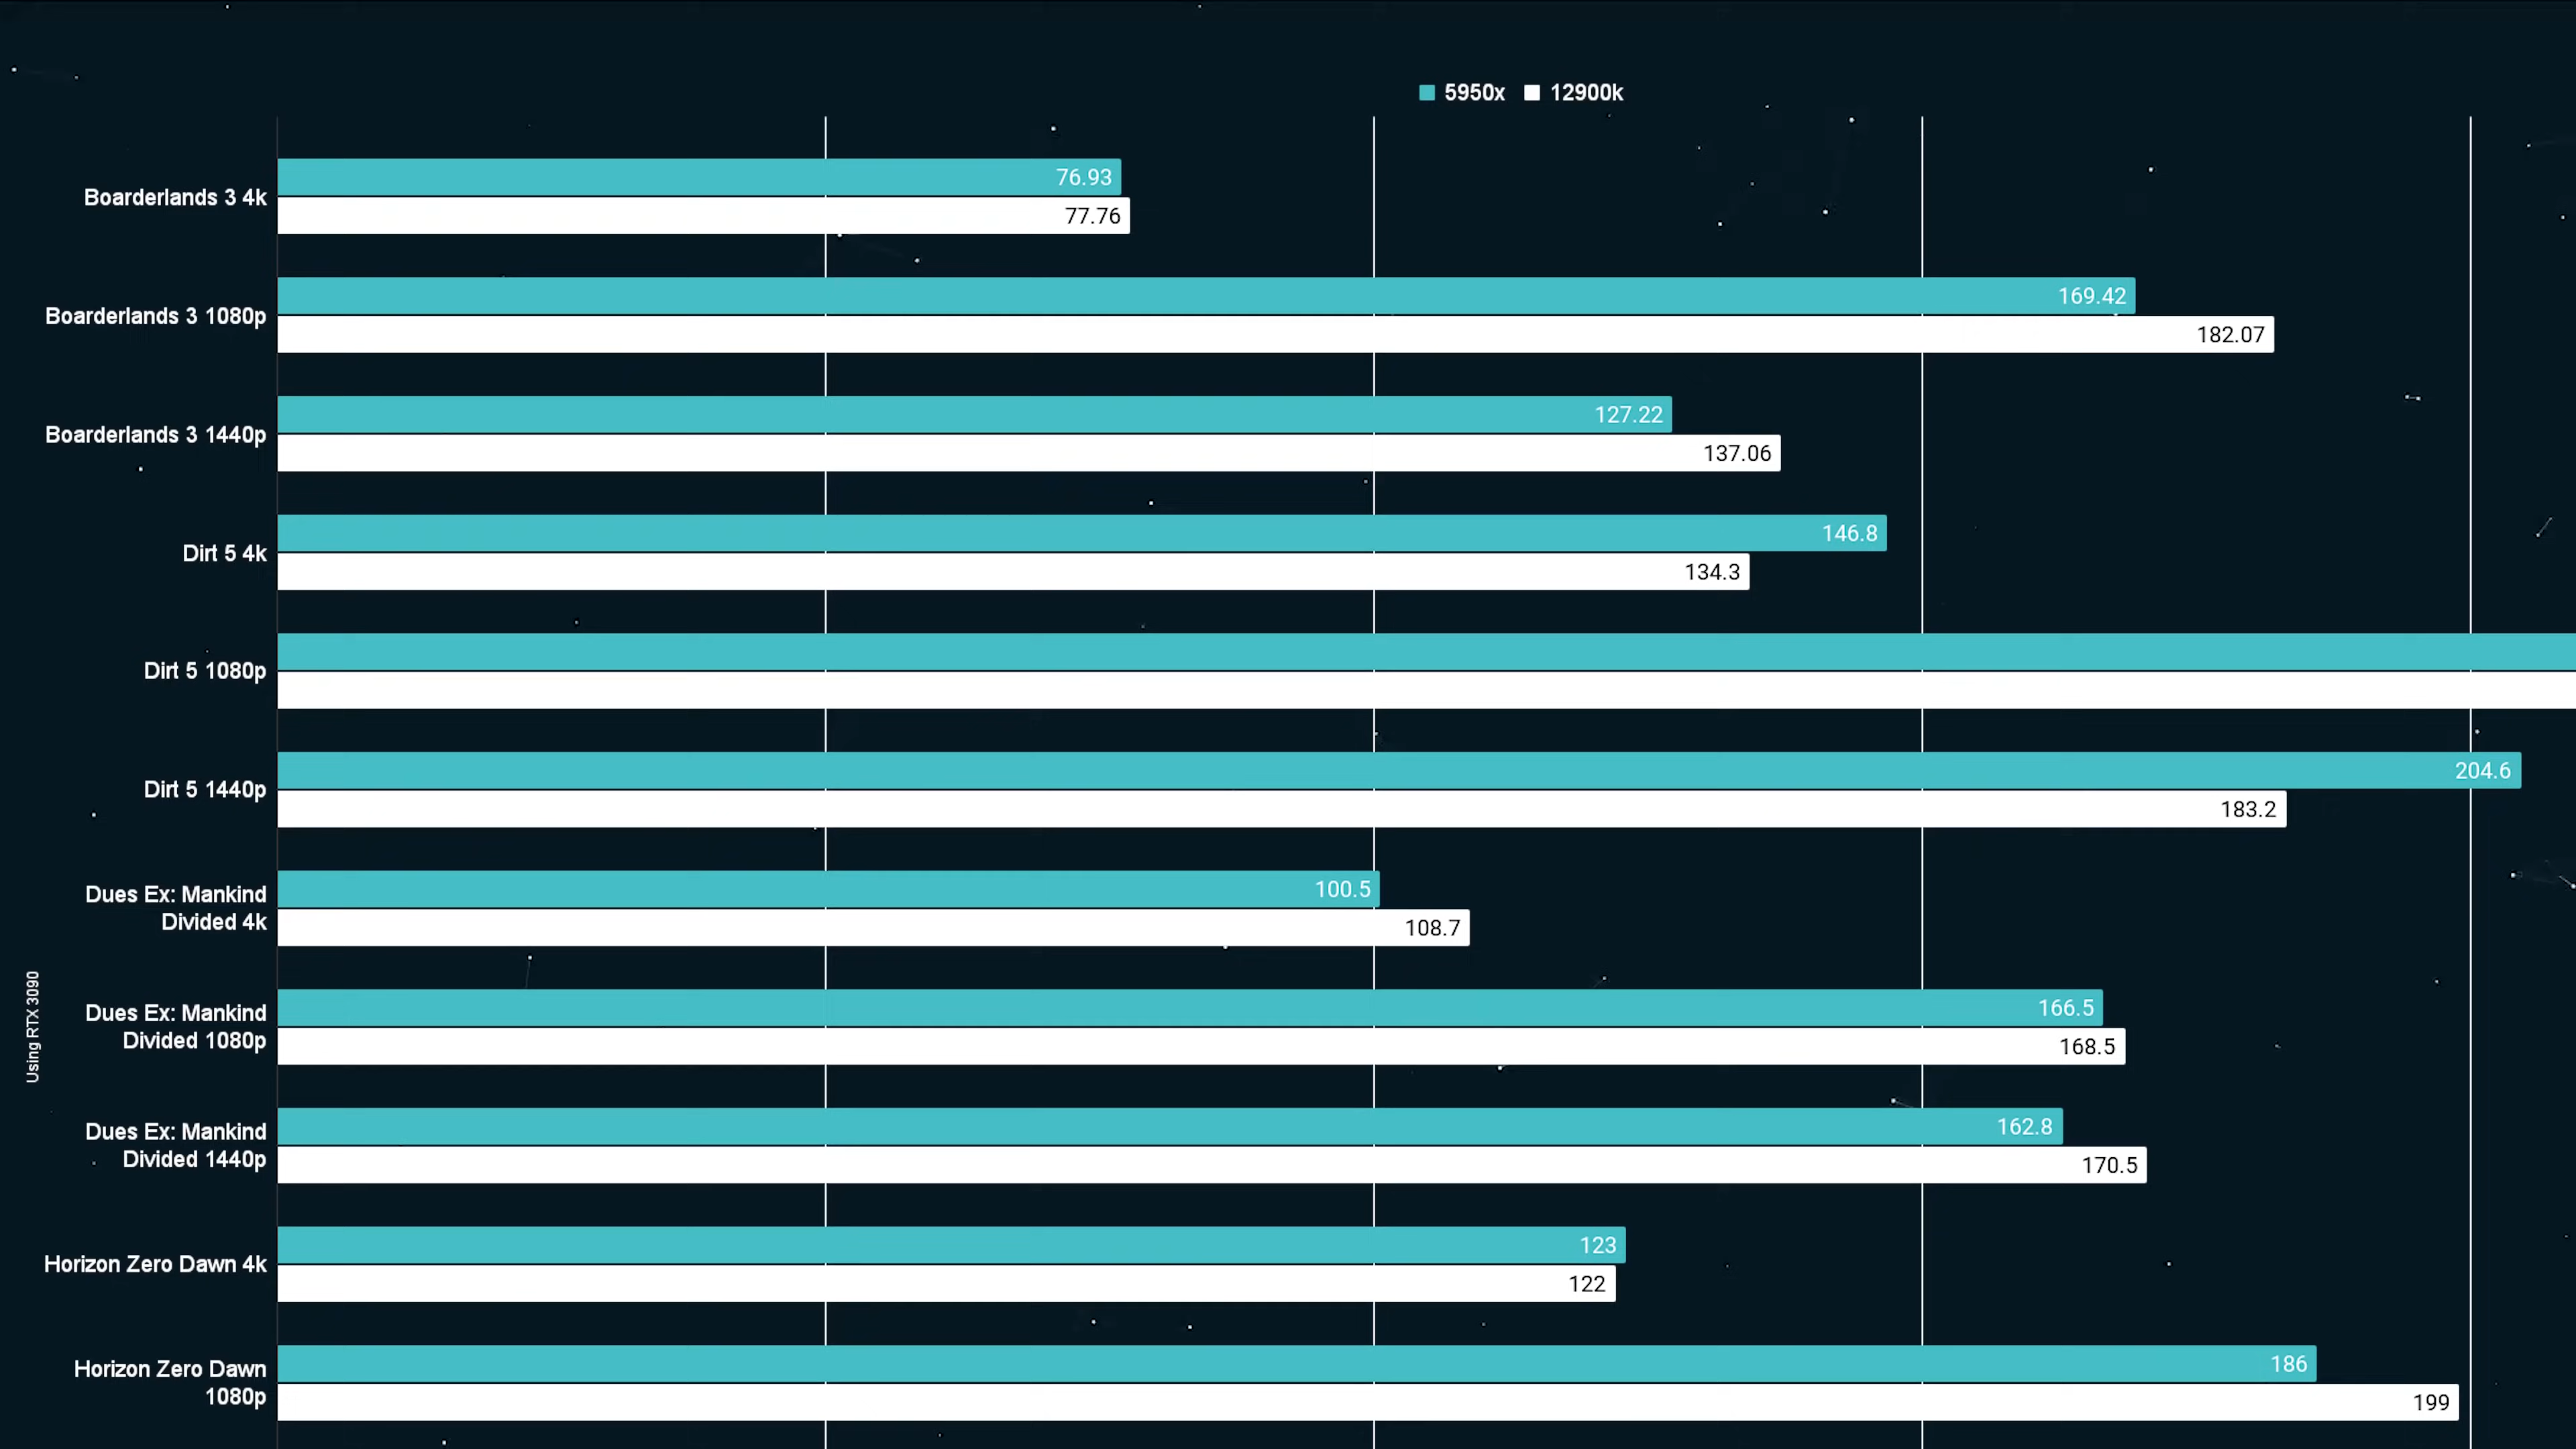 5950x 12900k
Boarderlands 3 4k
76.93
77.76
Boarderlands 3 1080p
169.42
182.07
Boarderlands 3 1440p
127.22
137.06
Dirt 5 4k
146.8
134.3
Dirt 5 1080p
Dirt 5 1440p
204.6
183.2
Dues Ex: Mankind
Divided 4k
100.5
108.7
Using RTX 3090
Dues Ex: Mankind
Divided 1080p
166.5
168.5
Dues Ex: Mankind
Divided 1440p
162.8
170.5
Horizon Zero Dawn 4k
123
122
Horizon Zero Dawn
1080p
186
199